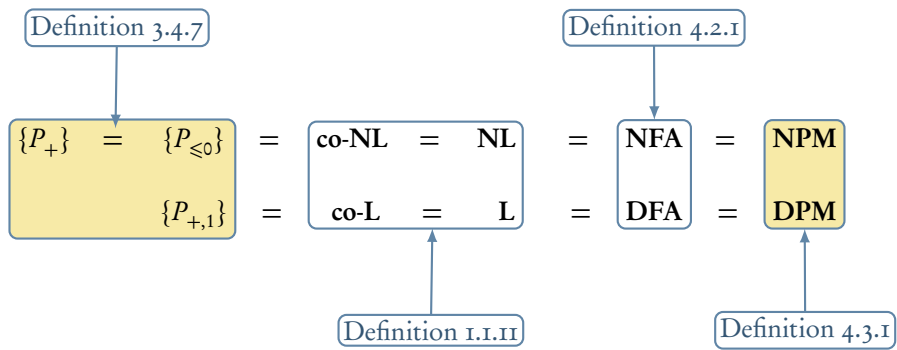 Definition 3.4.7 Definition 4.2.1
{P₊} = {P⩽₀} = co-NL = NL = NFA = NPM
{P₊,₁} = co-L = L = DFA = DPM
Definition 1.1.11 Definition 4.3.1